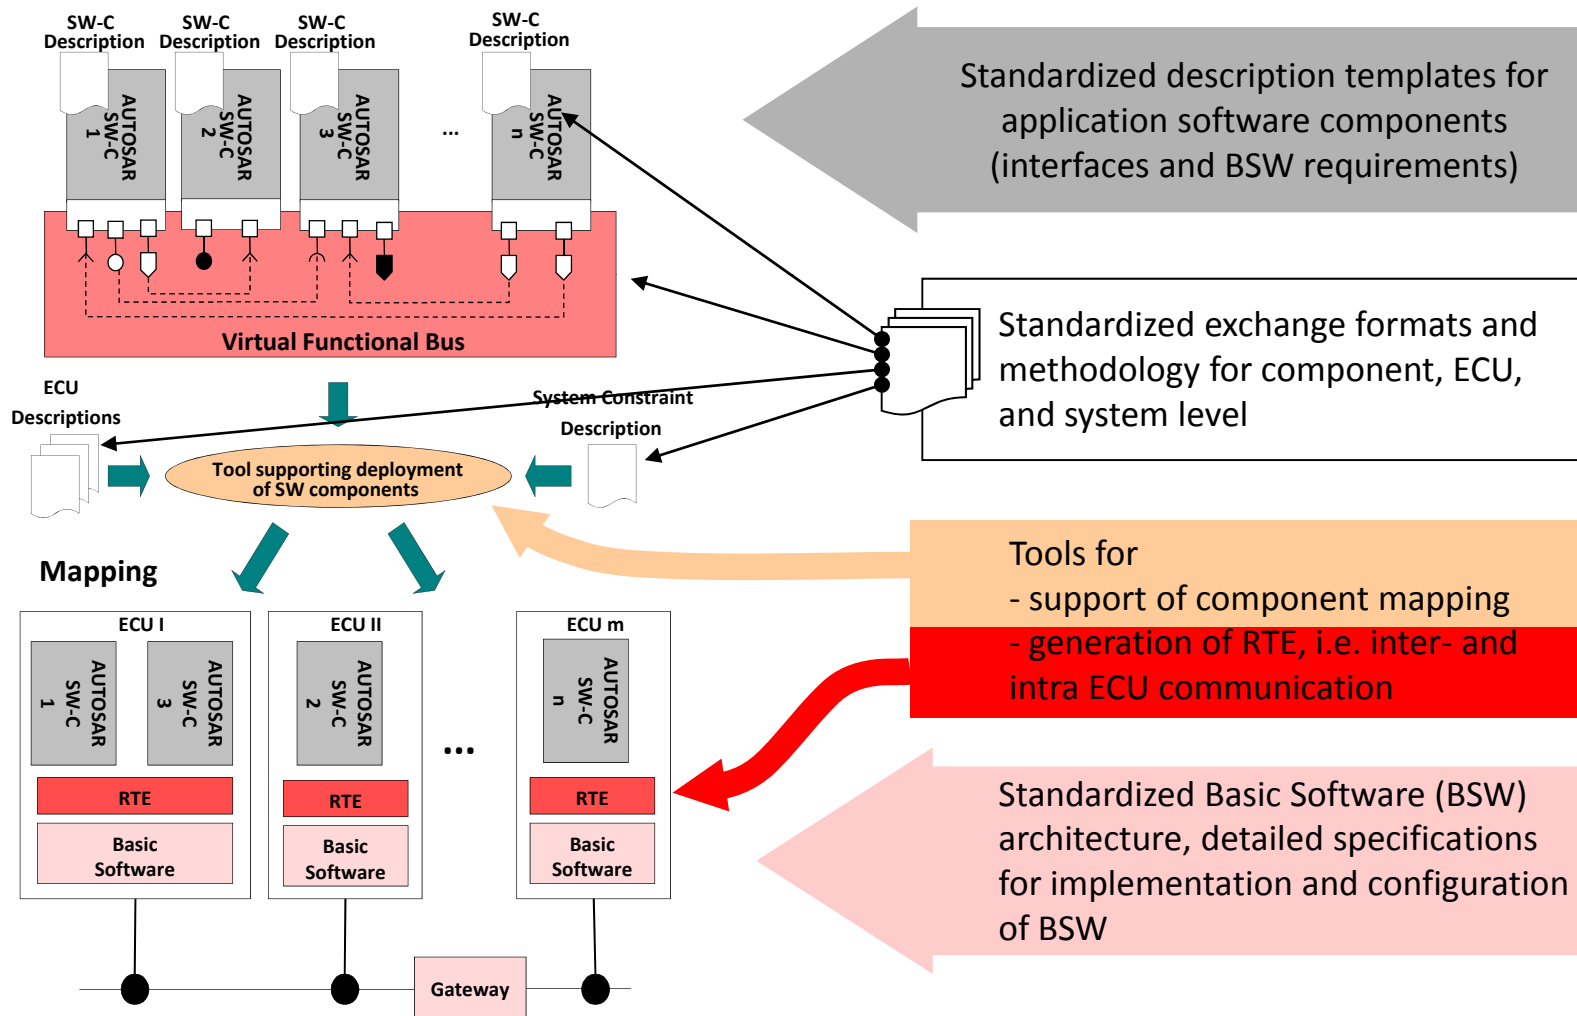 SW-C
Description
SW-C
Description
SW-C
Description
SW-C
Description
AUTOSAR
SW-C
1
AUTOSAR
SW-C
2
AUTOSAR
SW-C
3
...
AUTOSAR
SW-C
n
Virtual Functional Bus
Standardized description templates for
application software components
(interfaces and BSW requirements)
Standardized exchange formats and
methodology for component, ECU,
and system level
ECU
Descriptions
System Constraint
Description
Tool supporting deployment
of SW components
Tools for
- support of component mapping
- generation of RTE, i.e. inter- and
intra ECU communication
Mapping
ECU I
AUTOSAR
SW-C
1
AUTOSAR
SW-C
3
RTE
Basic
Software
ECU II
AUTOSAR
SW-C
2
RTE
Basic
Software
...
ECU m
AUTOSAR
SW-C
n
RTE
Basic
Software
Standardized Basic Software (BSW)
architecture, detailed specifications
for implementation and configuration
of BSW
Gateway